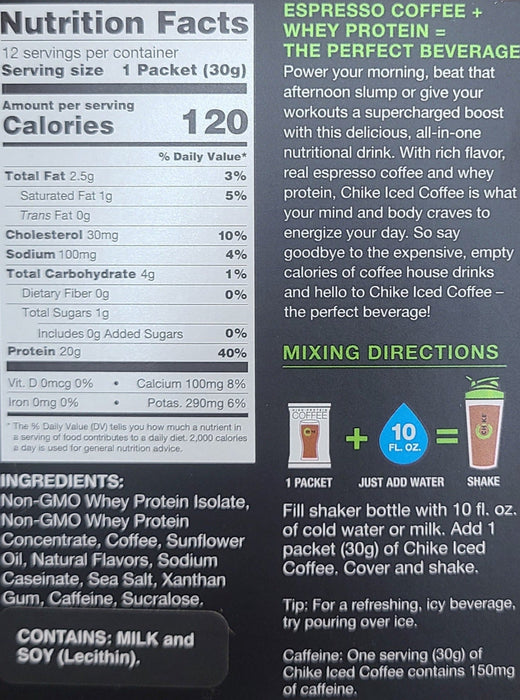 Nutrition Facts
12 servings per container
Serving size 1 Packet (30g)
Amount per serving
Calories 120
% Daily Value*
Total Fat 2.5g 3%
Saturated Fat 1g 5%
Trans Fat 0g
Cholesterol 30mg 10%
Sodium 100mg 4%
Total Carbohydrate 4g 1%
Dietary Fiber 0g 0%
Total Sugars 1g
Includes 0g Added Sugars 0%
Protein 20g 40%
Vit. D 0mcg 0% • Calcium 100mg 8%
Iron 0mg 0% • Potas. 290mg 6%
* The % Daily Value (DV) tells you how much a nutrient in
a serving of food contributes to a daily diet. 2,000 calories
a day is used for general nutrition advice.
INGREDIENTS:
Non-GMO Whey Protein Isolate,
Non-GMO Whey Protein
Concentrate, Coffee, Sunflower
Oil, Natural Flavors, Sodium
Caseinate, Sea Salt, Xanthan
Gum, Caffeine, Sucralose.
CONTAINS: MILK and
SOY (Lecithin).
ESPRESSO COFFEE +
WHEY PROTEIN =
THE PERFECT BEVERAGE
Power your morning, beat that
afternoon slump or give your
workouts a supercharged boost
with this delicious, all-in-one
nutritional drink. With rich flavor,
real espresso coffee and whey
protein, Chike Iced Coffee is what
your mind and body craves to
energize your day. So say
goodbye to the expensive, empty
calories of coffee house drinks
and hello to Chike Iced Coffee –
the perfect beverage!
MIXING DIRECTIONS
COFFEE
+
10
FL. OZ.
=
1 PACKET JUST ADD WATER SHAKE
Fill shaker bottle with 10 fl. oz.
of cold water or milk. Add 1
packet (30g) of Chike Iced
Coffee. Cover and shake.
Tip: For a refreshing, icy beverage,
try pouring over ice.
Caffeine: One serving (30g) of
Chike Iced Coffee contains 150mg
of caffeine.